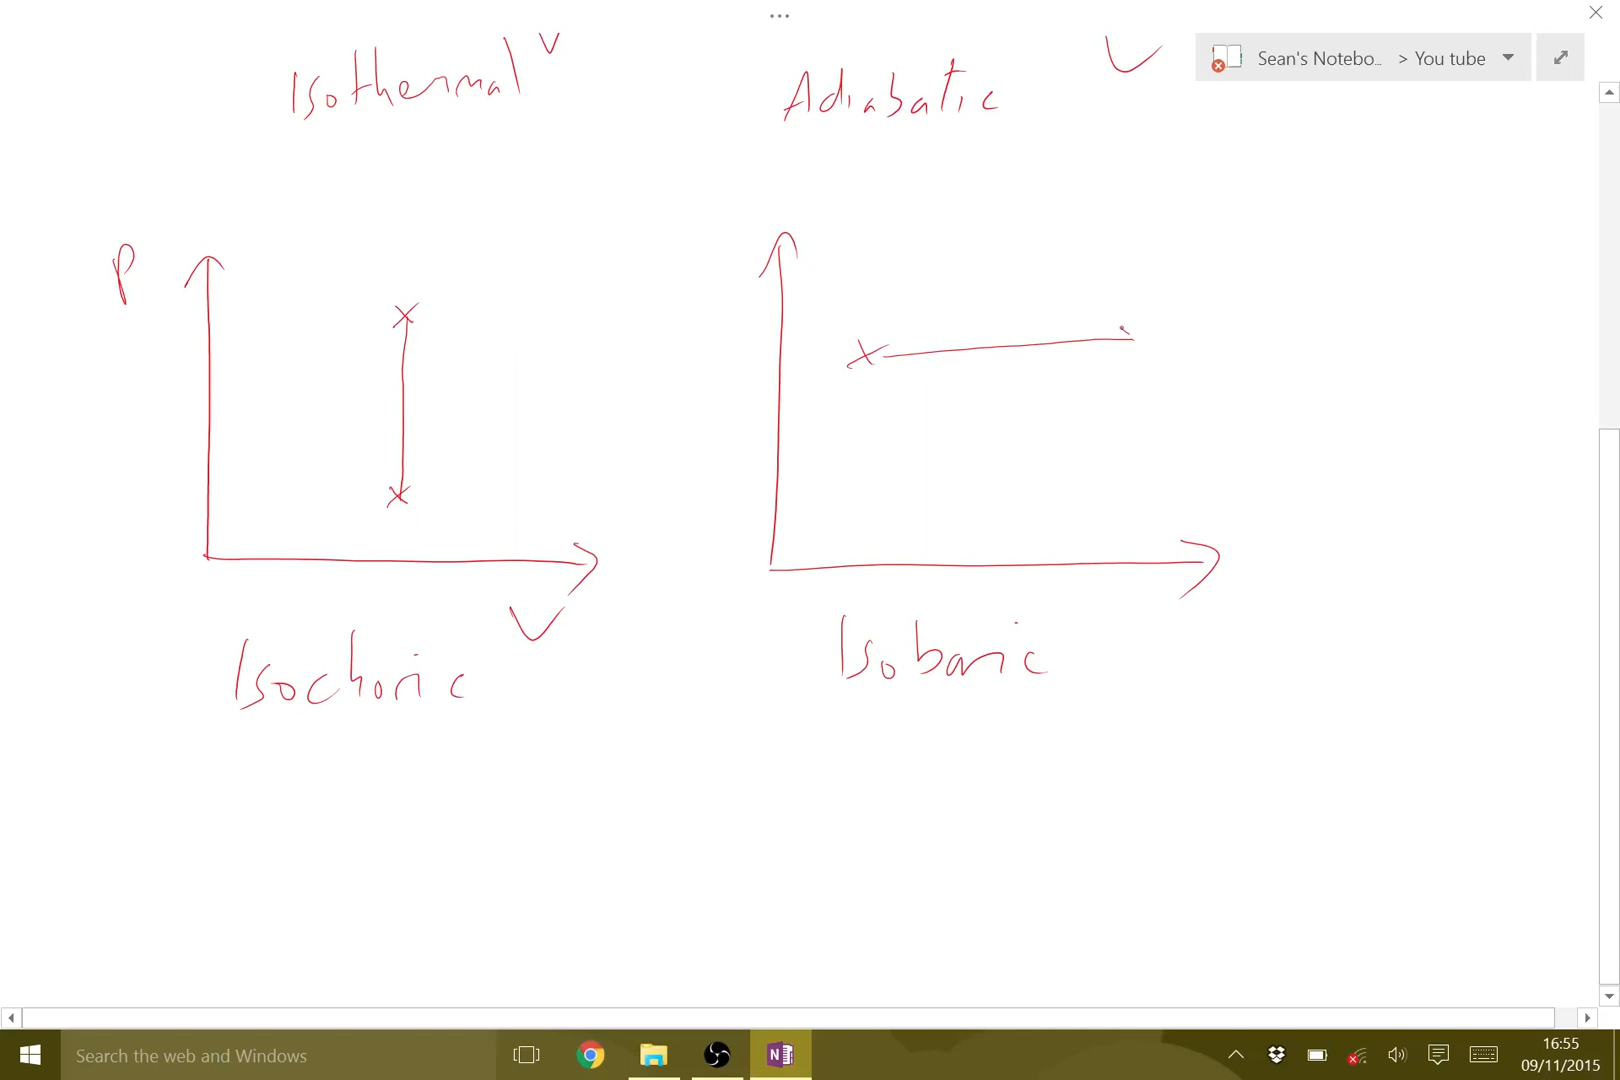 ...
V
Isothermal
V
Adiabatic
Sean's Notebo... > You tube
P
V
Isochoric
Isobaric
Search the web and Windows
16:55
09/11/2015